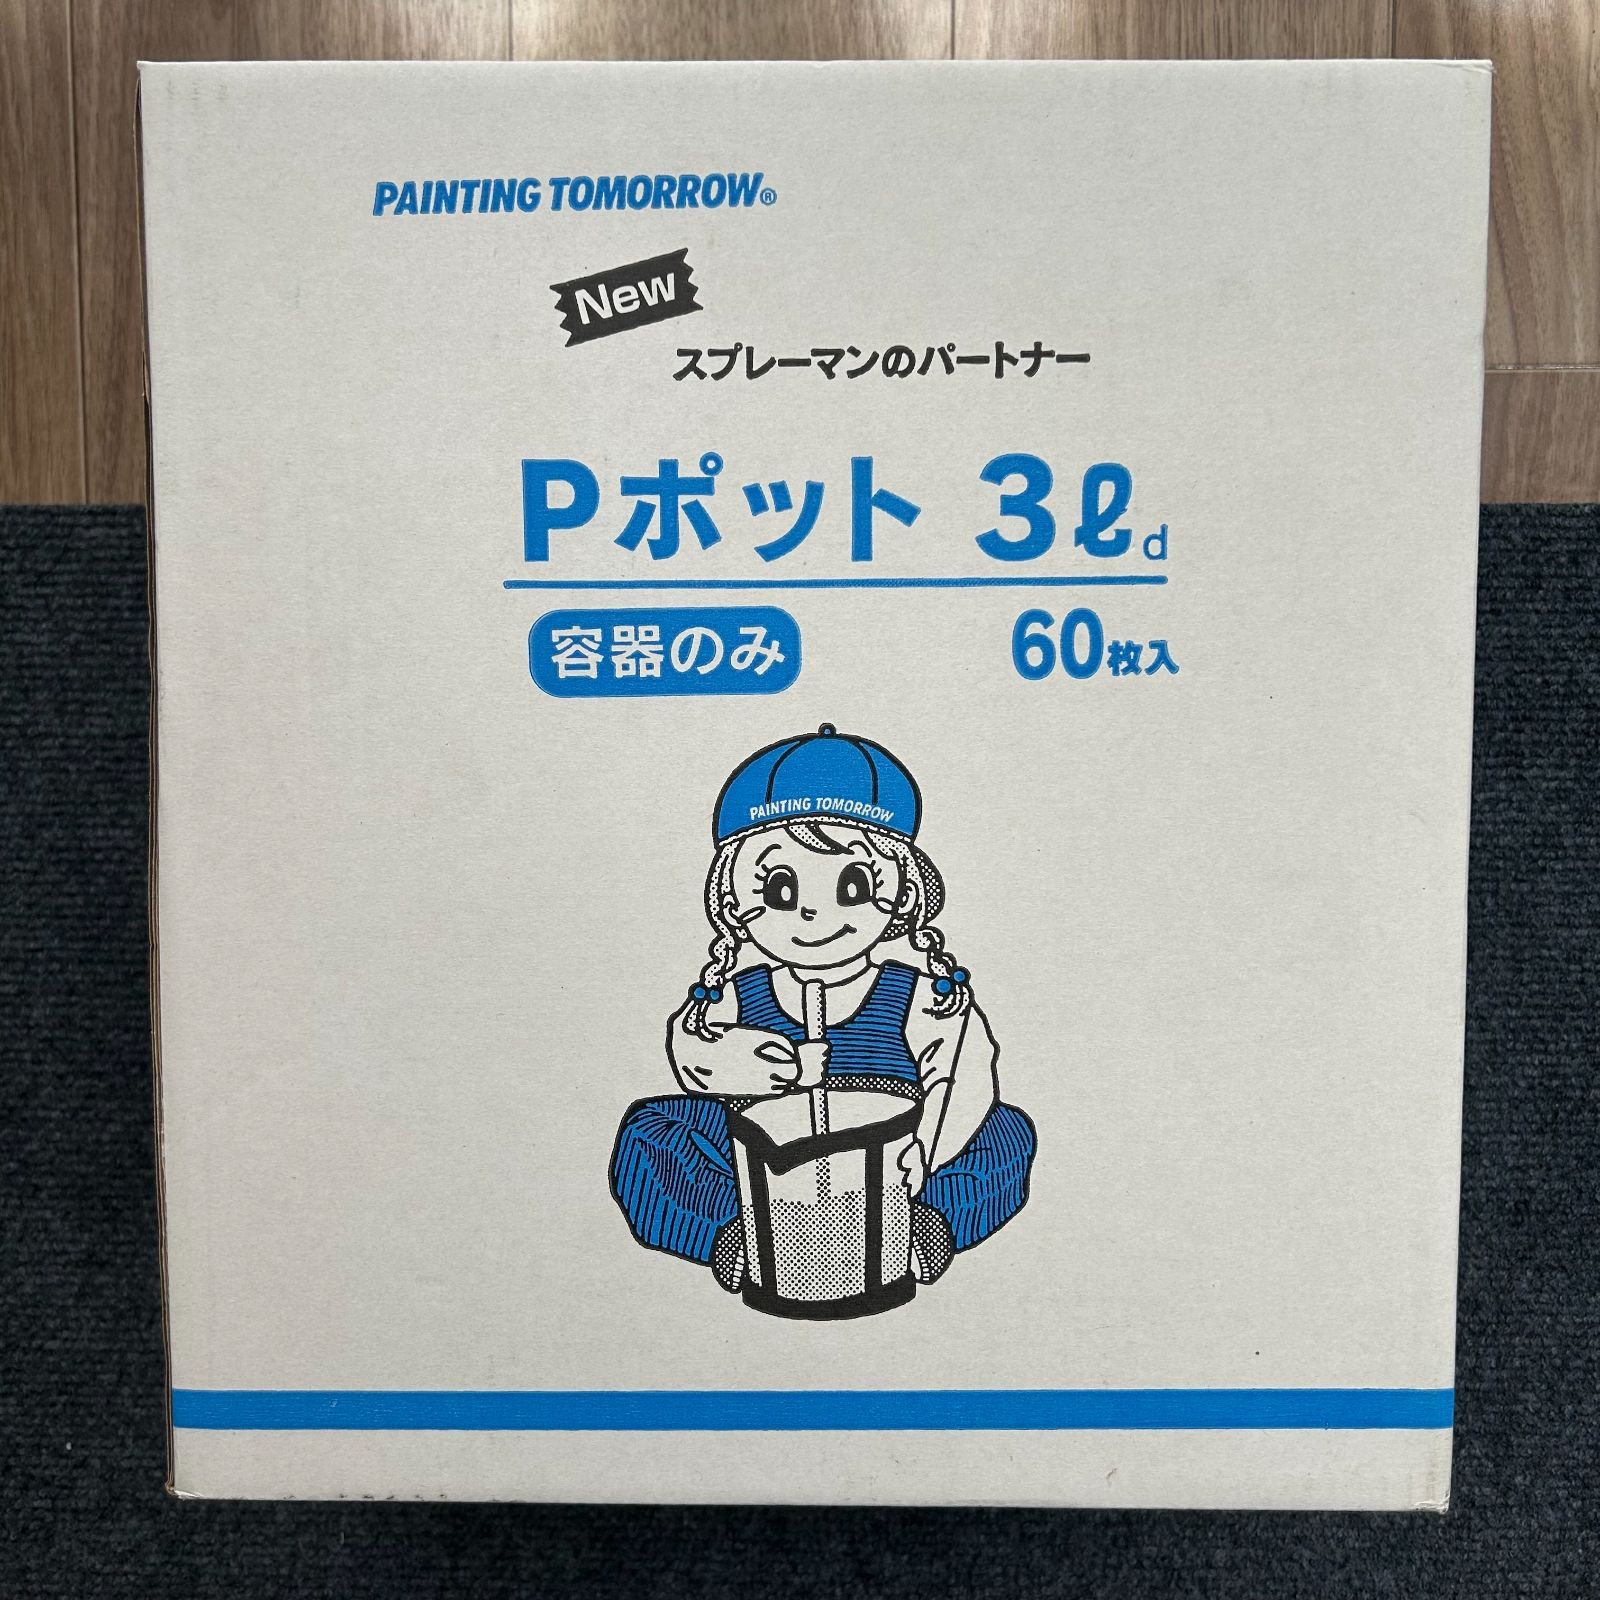 PAINTING TOMORROW®
New
スプレーマンのパートナー
Pポット 3ℓd
容器のみ 60枚入
PAINTING TOMORROW